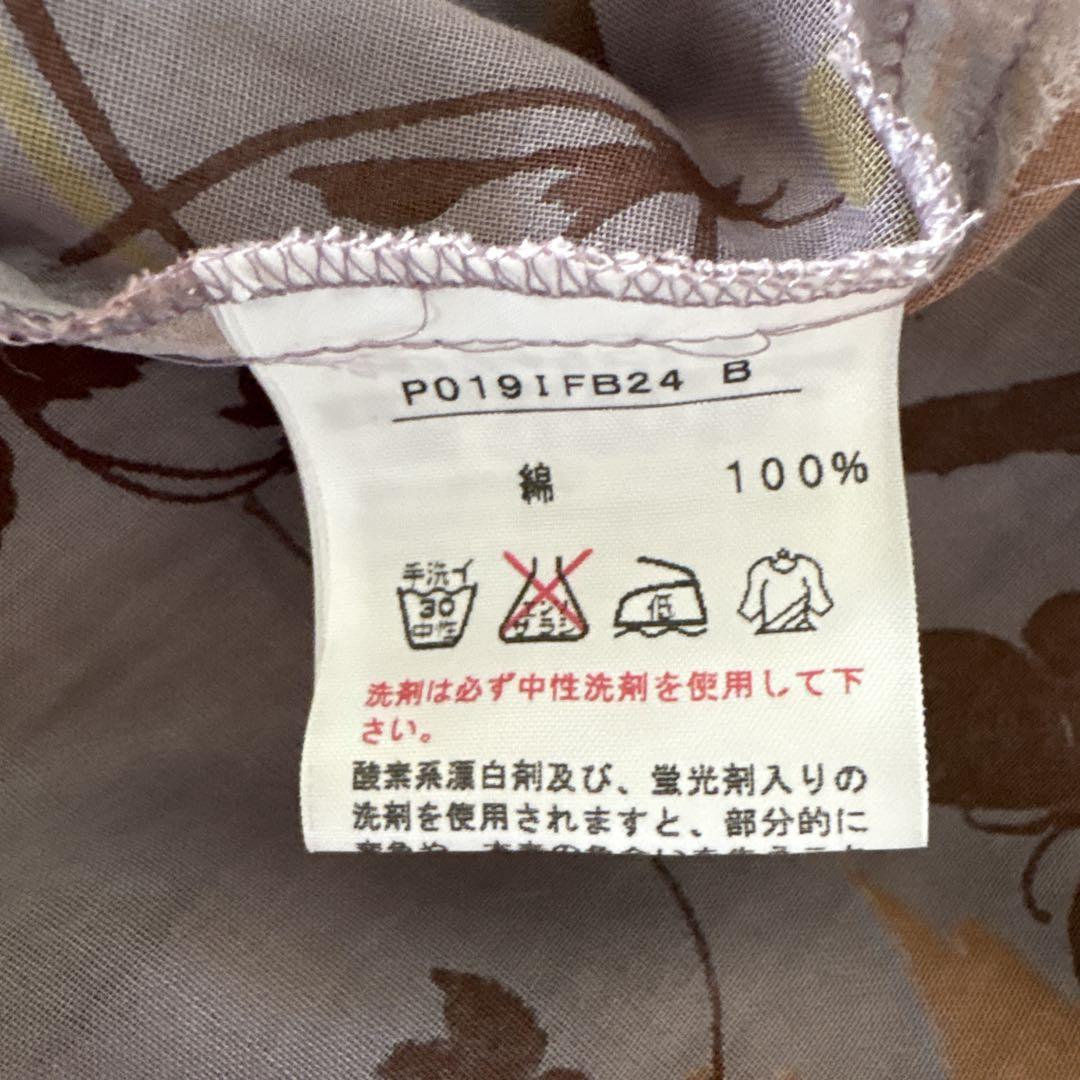 P019IFB24 B
綿 100%
手洗イ
30
中性
エンソ
サラシ
低
洗剤は必ず中性洗剤を使用して下
さい。
酸素系漂白剤及び、蛍光剤入りの
洗剤を使用されますと、部分的に